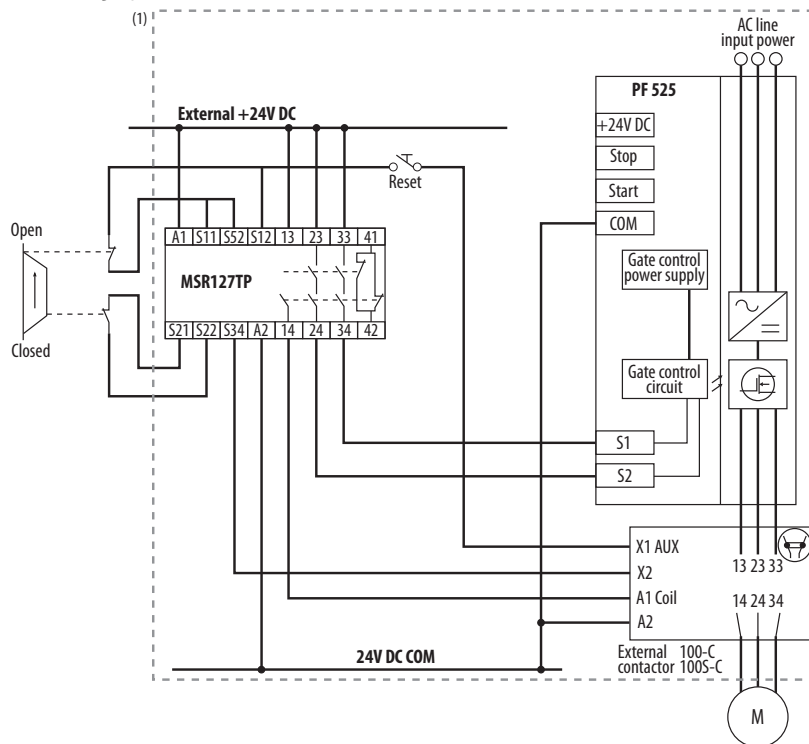 (1)
AC line
input power
PF 525
External +24V DC
+24V DC
Stop
Start
COM
Reset
Open
Closed
A1 S11 S52 S12 13 23 33 41
MSR127TP
S21 S22 S34 A2 14 24 34 42
Gate control
power supply
Gate control
circuit
S1
S2
X1 AUX
X2
A1 Coil
A2
13 23 33
14 24 34
24V DC COM
External 100-C
contactor 100S-C
M